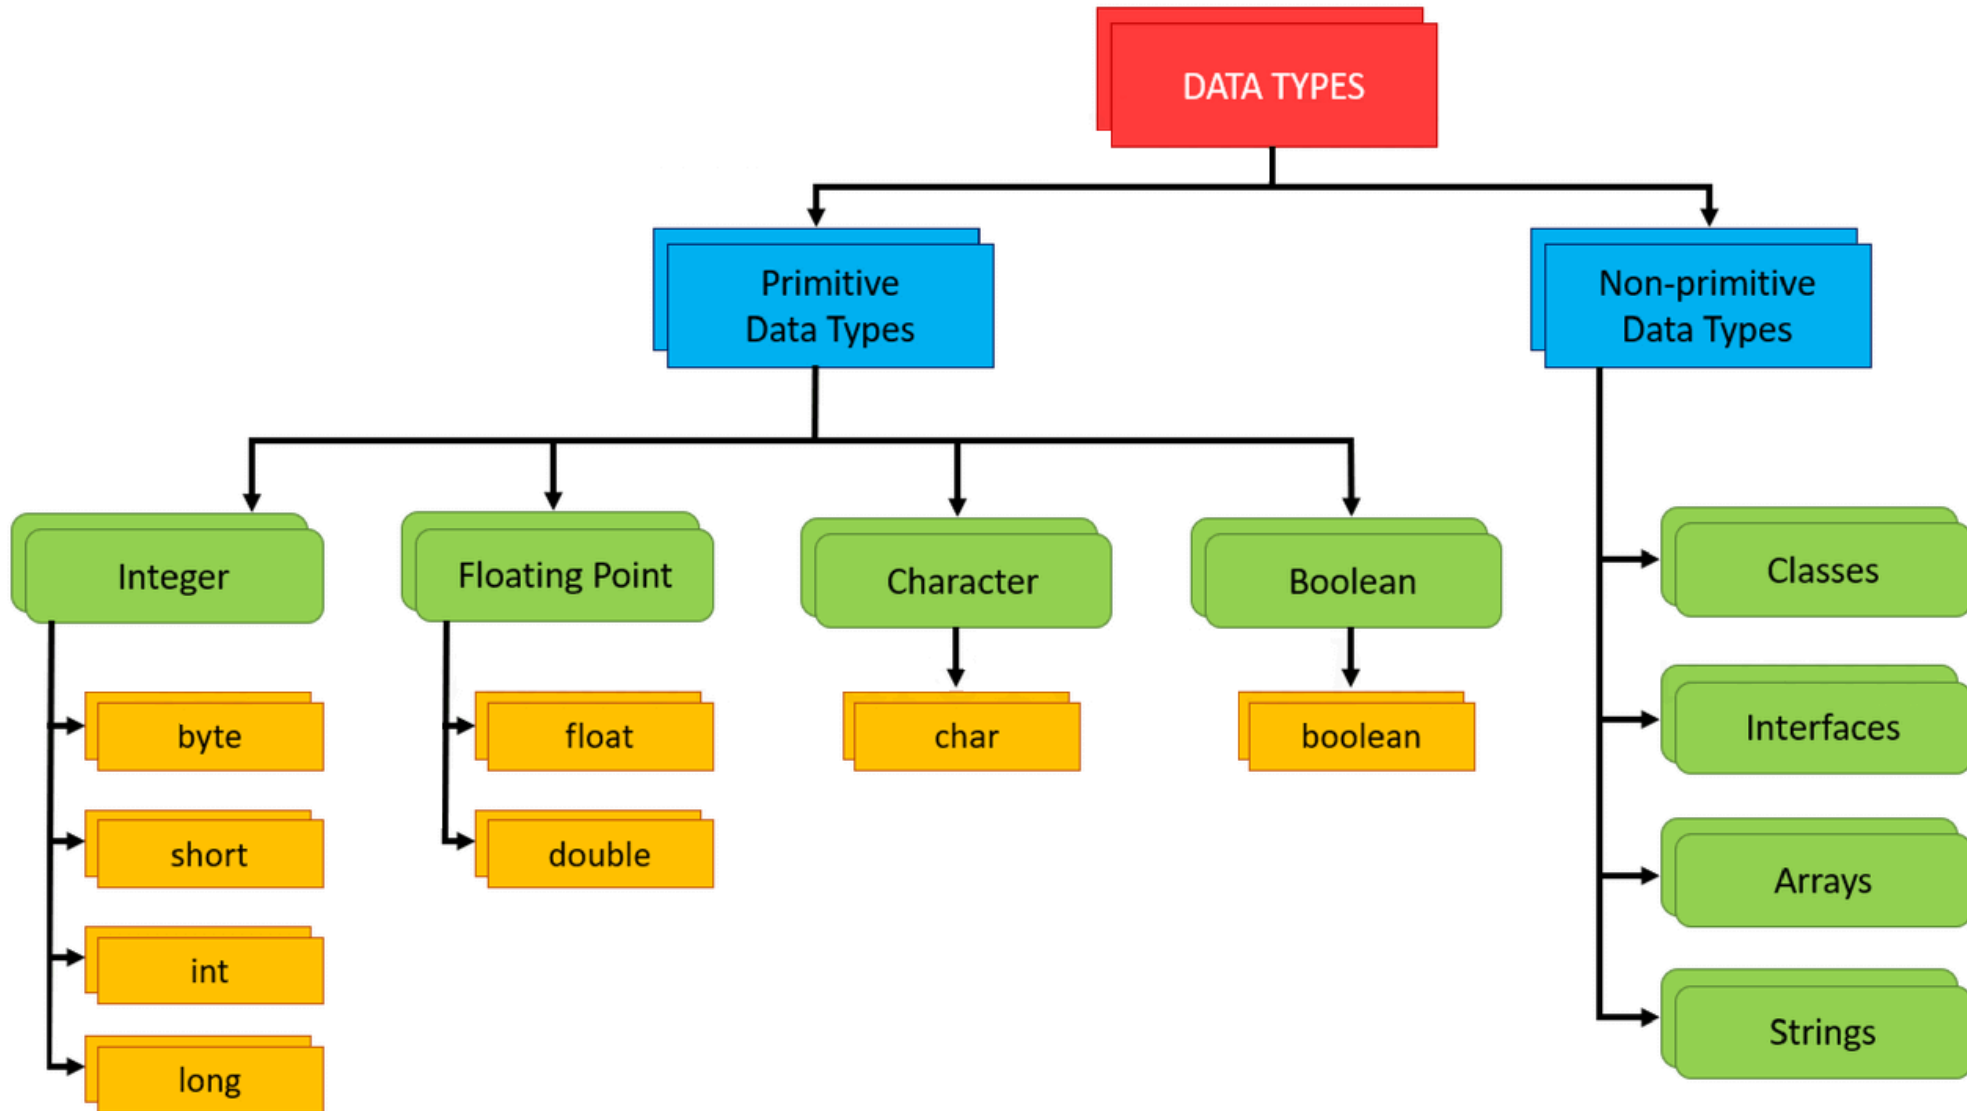 DATA TYPES
Primitive
Data Types
Non-primitive
Data Types
Integer
Floating Point
Character
Boolean
Classes
Interfaces
Arrays
Strings
byte
short
int
long
float
double
char
boolean